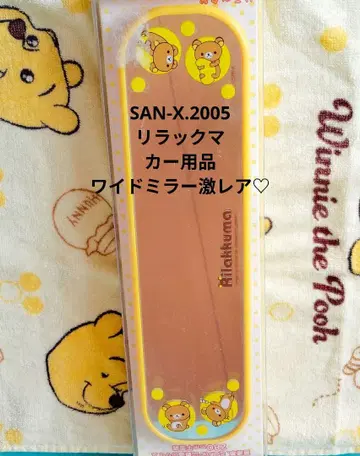 SAN-X.2005
リラックマ
カー用品
ワイドミラー激レア♡
Rilakkuma
Winnie the Pooh
HUNNY